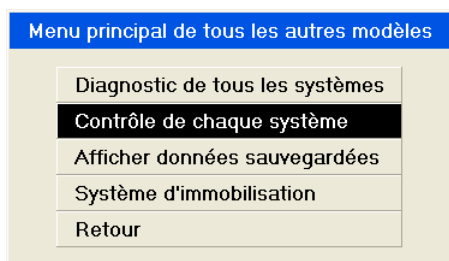 Menu principal de tous les autres modèles
Diagnostic de tous les systèmes
Contrôle de chaque système
Afficher données sauvegardées
Système d'immobilisation
Retour